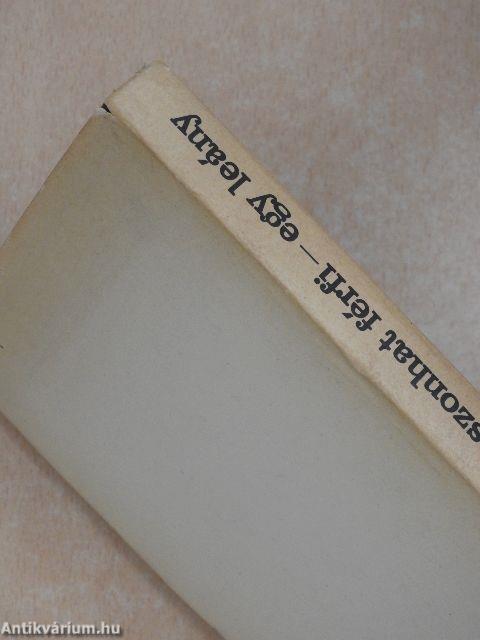 szonhat férfi – egy leány
Antikvárium.hu